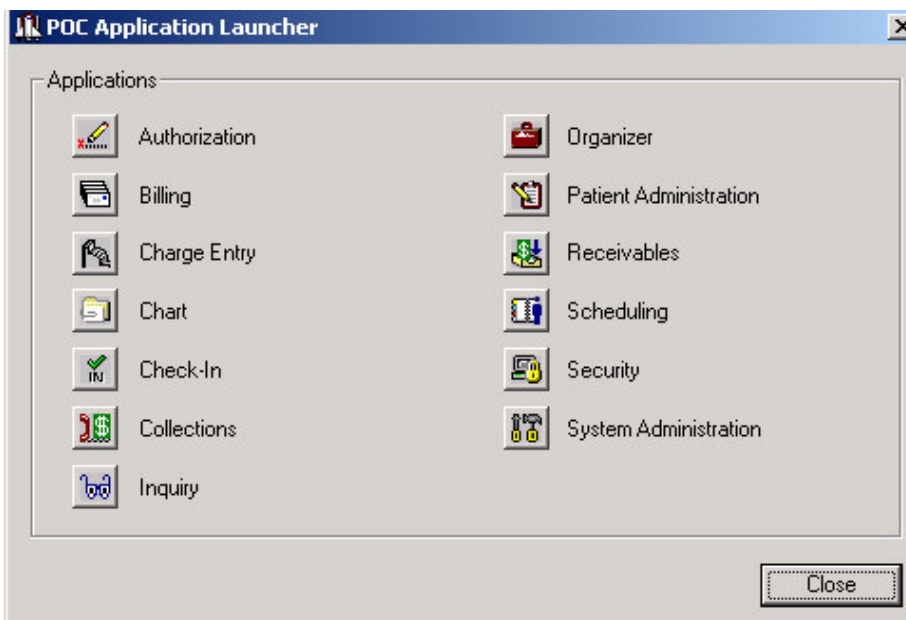 POC Application Launcher
Applications
Authorization
Billing
Charge Entry
Chart
Check-In
IN
Collections
Inquiry
Organizer
Patient Administration
Receivables
Scheduling
Security
System Administration
Close